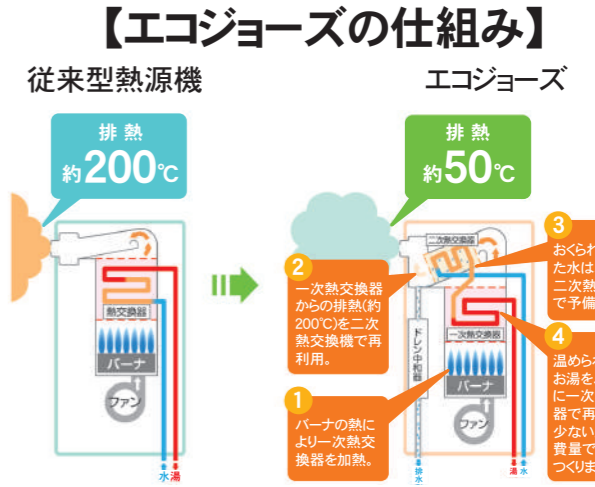 【エコジョーズの仕組み】
従来型熱源機
排 熱
約200℃
熱交換器
バーナ
ファン
水 湯
エコジョーズ
排 熱
約50℃
二次熱交換器
一次熱交換器
バーナ
ファン
ドレン中和器
排水
湯 水
1
バーナの熱に
より一次熱交
換器を加熱。
2
一次熱交換器
からの排熱(約
200℃)を二次
熱交換機で再
利用。
3
おくられ
た水は
二次熱
で予備
4
温められ
お湯を
に一次
器で再
少ない
費量で
つくりま